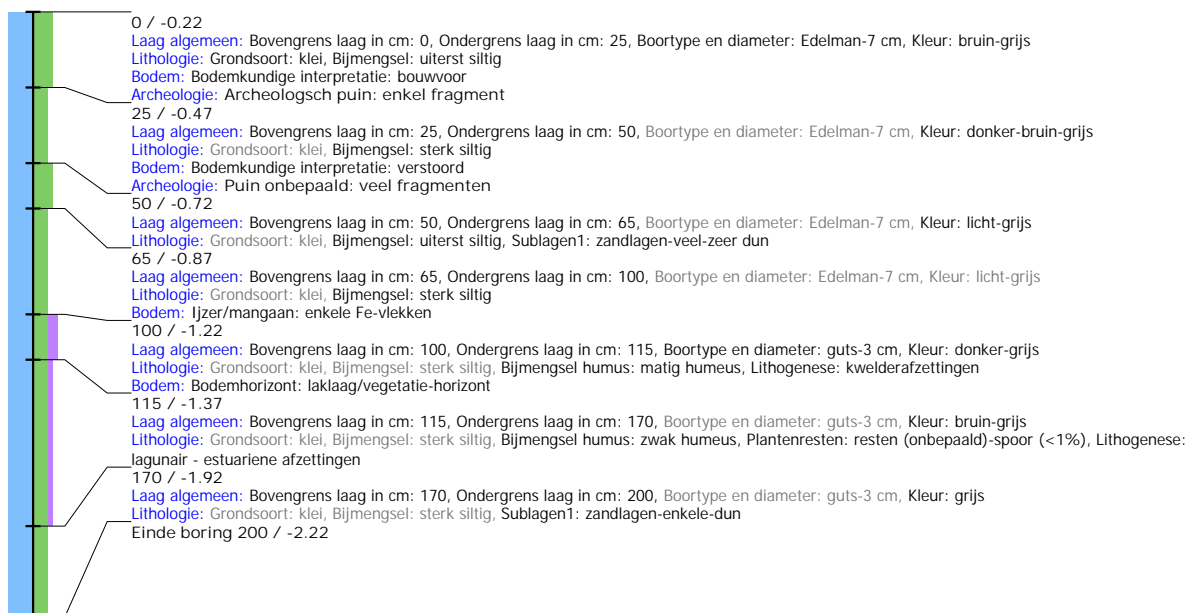 0 / -0.22
Laag algemeen: Bovengrens laag in cm: 0, Ondergrens laag in cm: 25, Boortype en diameter: Edelman-7 cm, Kleur: bruin-grijs
Lithologie: Grondsoort: klei, Bijmengsel: uiterst siltig
Bodem: Bodemkundige interpretatie: bouwvoor
Archeologie: Archeologsch puin: enkel fragment
25 / -0.47
Laag algemeen: Bovengrens laag in cm: 25, Ondergrens laag in cm: 50, Boortype en diameter: Edelman-7 cm, Kleur: donker-bruin-grijs
Lithologie: Grondsoort: klei, Bijmengsel: sterk siltig
Bodem: Bodemkundige interpretatie: verstoord
Archeologie: Puin onbepaald: veel fragmenten
50 / -0.72
Laag algemeen: Bovengrens laag in cm: 50, Ondergrens laag in cm: 65, Boortype en diameter: Edelman-7 cm, Kleur: licht-grijs
Lithologie: Grondsoort: klei, Bijmengsel: uiterst siltig, Sublagen1: zandlagen-veel-zeer dun
65 / -0.87
Laag algemeen: Bovengrens laag in cm: 65, Ondergrens laag in cm: 100, Boortype en diameter: Edelman-7 cm, Kleur: licht-grijs
Lithologie: Grondsoort: klei, Bijmengsel: sterk siltig
Bodem: Ijzer/mangaan: enkele Fe-vlekken
100 / -1.22
Laag algemeen: Bovengrens laag in cm: 100, Ondergrens laag in cm: 115, Boortype en diameter: guts-3 cm, Kleur: donker-grijs
Lithologie: Grondsoort: klei, Bijmengsel: sterk siltig, Bijmengsel humus: matig humeus, Lithogenese: kwelderafzettingen
Bodem: Bodemhorizont: laklaag/vegetatie-horizont
115 / -1.37
Laag algemeen: Bovengrens laag in cm: 115, Ondergrens laag in cm: 170, Boortype en diameter: guts-3 cm, Kleur: bruin-grijs
Lithologie: Grondsoort: klei, Bijmengsel: sterk siltig, Bijmengsel humus: zwak humeus, Plantenresten: resten (onbepaald)-spoor (<1%), Lithogenese:
lagunair - estuariene afzettingen
170 / -1.92
Laag algemeen: Bovengrens laag in cm: 170, Ondergrens laag in cm: 200, Boortype en diameter: guts-3 cm, Kleur: grijs
Lithologie: Grondsoort: klei, Bijmengsel: sterk siltig, Sublagen1: zandlagen-enkele-dun
Einde boring 200 / -2.22